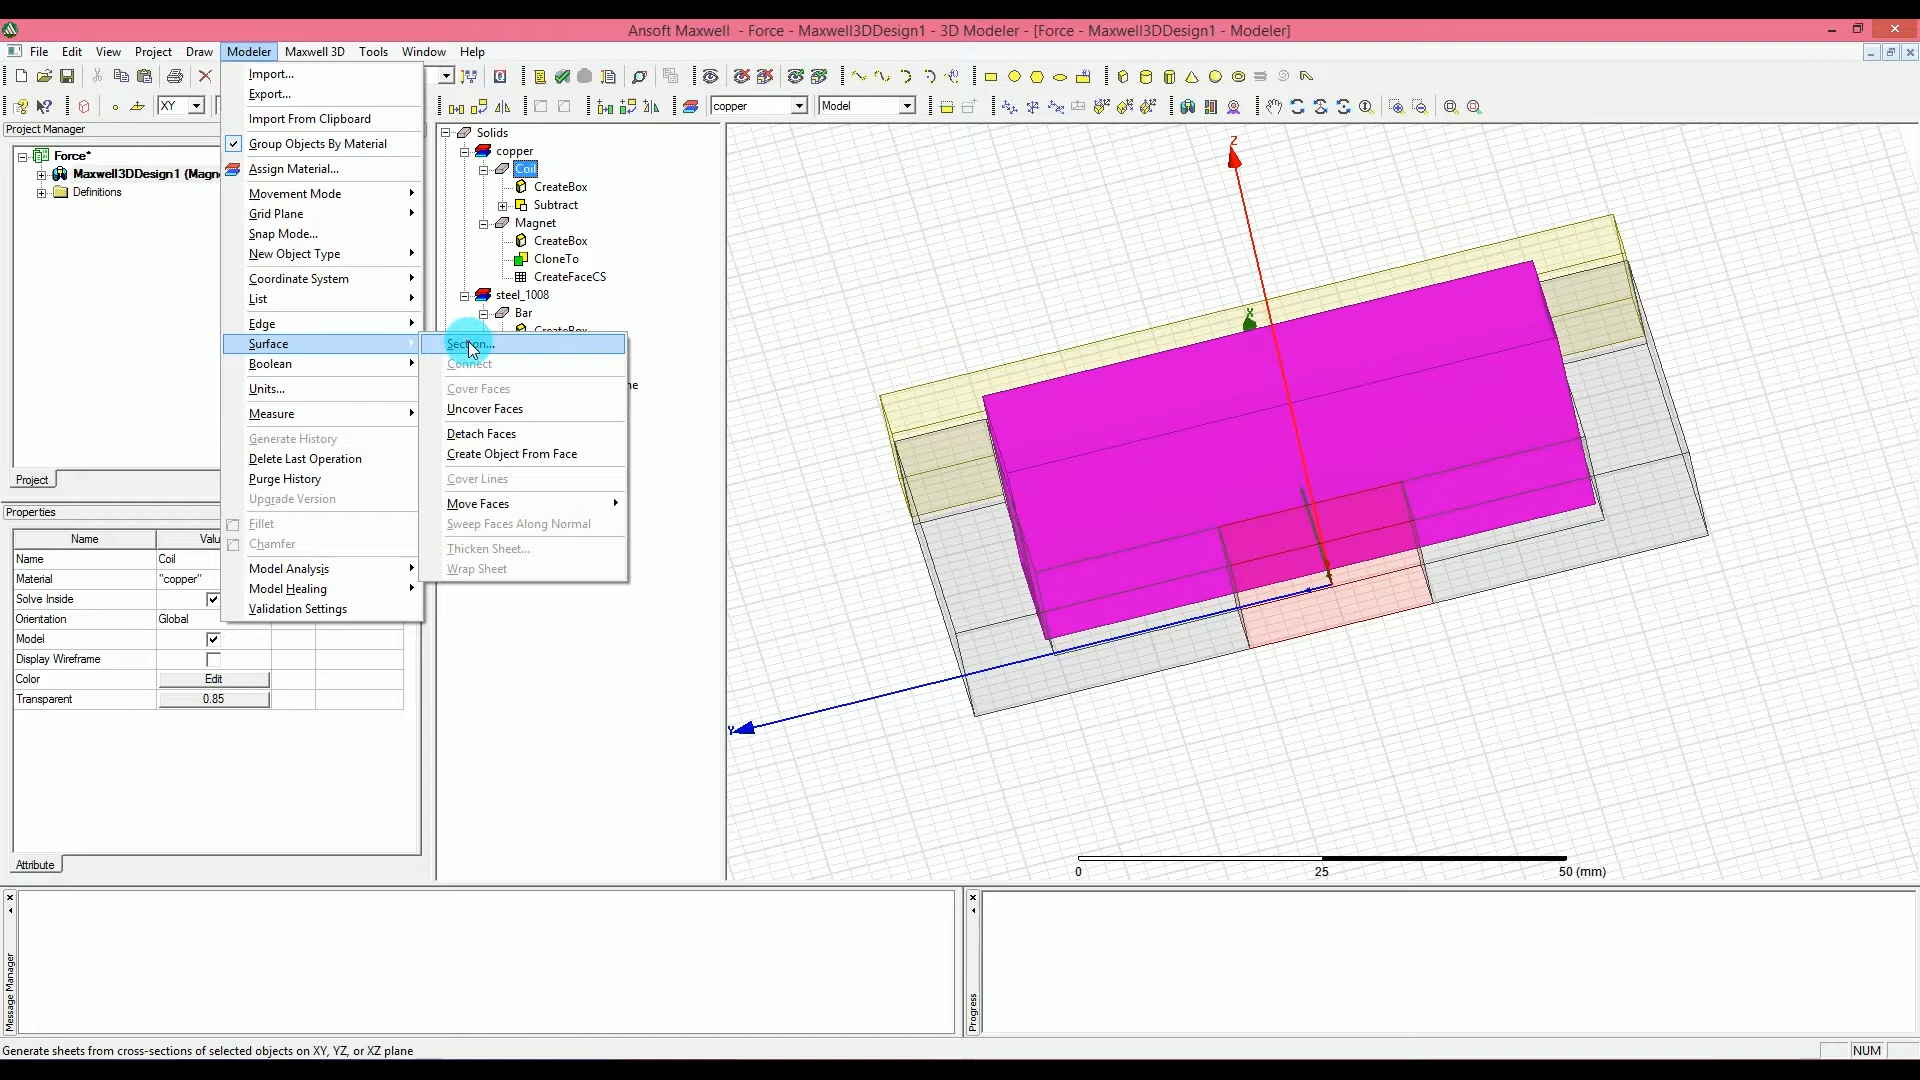 Ansoft Maxwell - Force - Maxwell3DDesign1 - 3D Modeler - [Force - Maxwell3DDesign1 - Modeler]
File Edit View Project Draw Modeler Maxwell 3D Tools Window Help
XY
copper
Model
Project Manager
Force*
Maxwell3DDesign1 (Magn
Definitions
Project
Import...
Export...
Import From Clipboard
Group Objects By Material
Assign Material...
Movement Mode
Grid Plane
Snap Mode...
New Object Type
Coordinate System
List
Edge
Surface
Boolean
Units...
Measure
Generate History
Delete Last Operation
Purge History
Upgrade Version
Fillet
Chamfer
Model Analysis
Model Healing
Validation Settings
Section...
Connect
Cover Faces
Uncover Faces
Detach Faces
Create Object From Face
Cover Lines
Move Faces
Sweep Faces Along Normal
Thicken Sheet...
Wrap Sheet
Solids
copper
Coil
CreateBox
Subtract
Magnet
CreateBox
CloneTo
CreateFaceCS
steel_1008
Bar
CreateBox
ne
Properties
Name Valu
Name Coil
Material "copper"
Solve Inside
Orientation Global
Model
Display Wireframe
Color Edit
Transparent 0.85
Attribute
Z
X
Y
0 25 50 (mm)
Message Manager
Progress
Generate sheets from cross-sections of selected objects on XY, YZ, or XZ plane
NUM